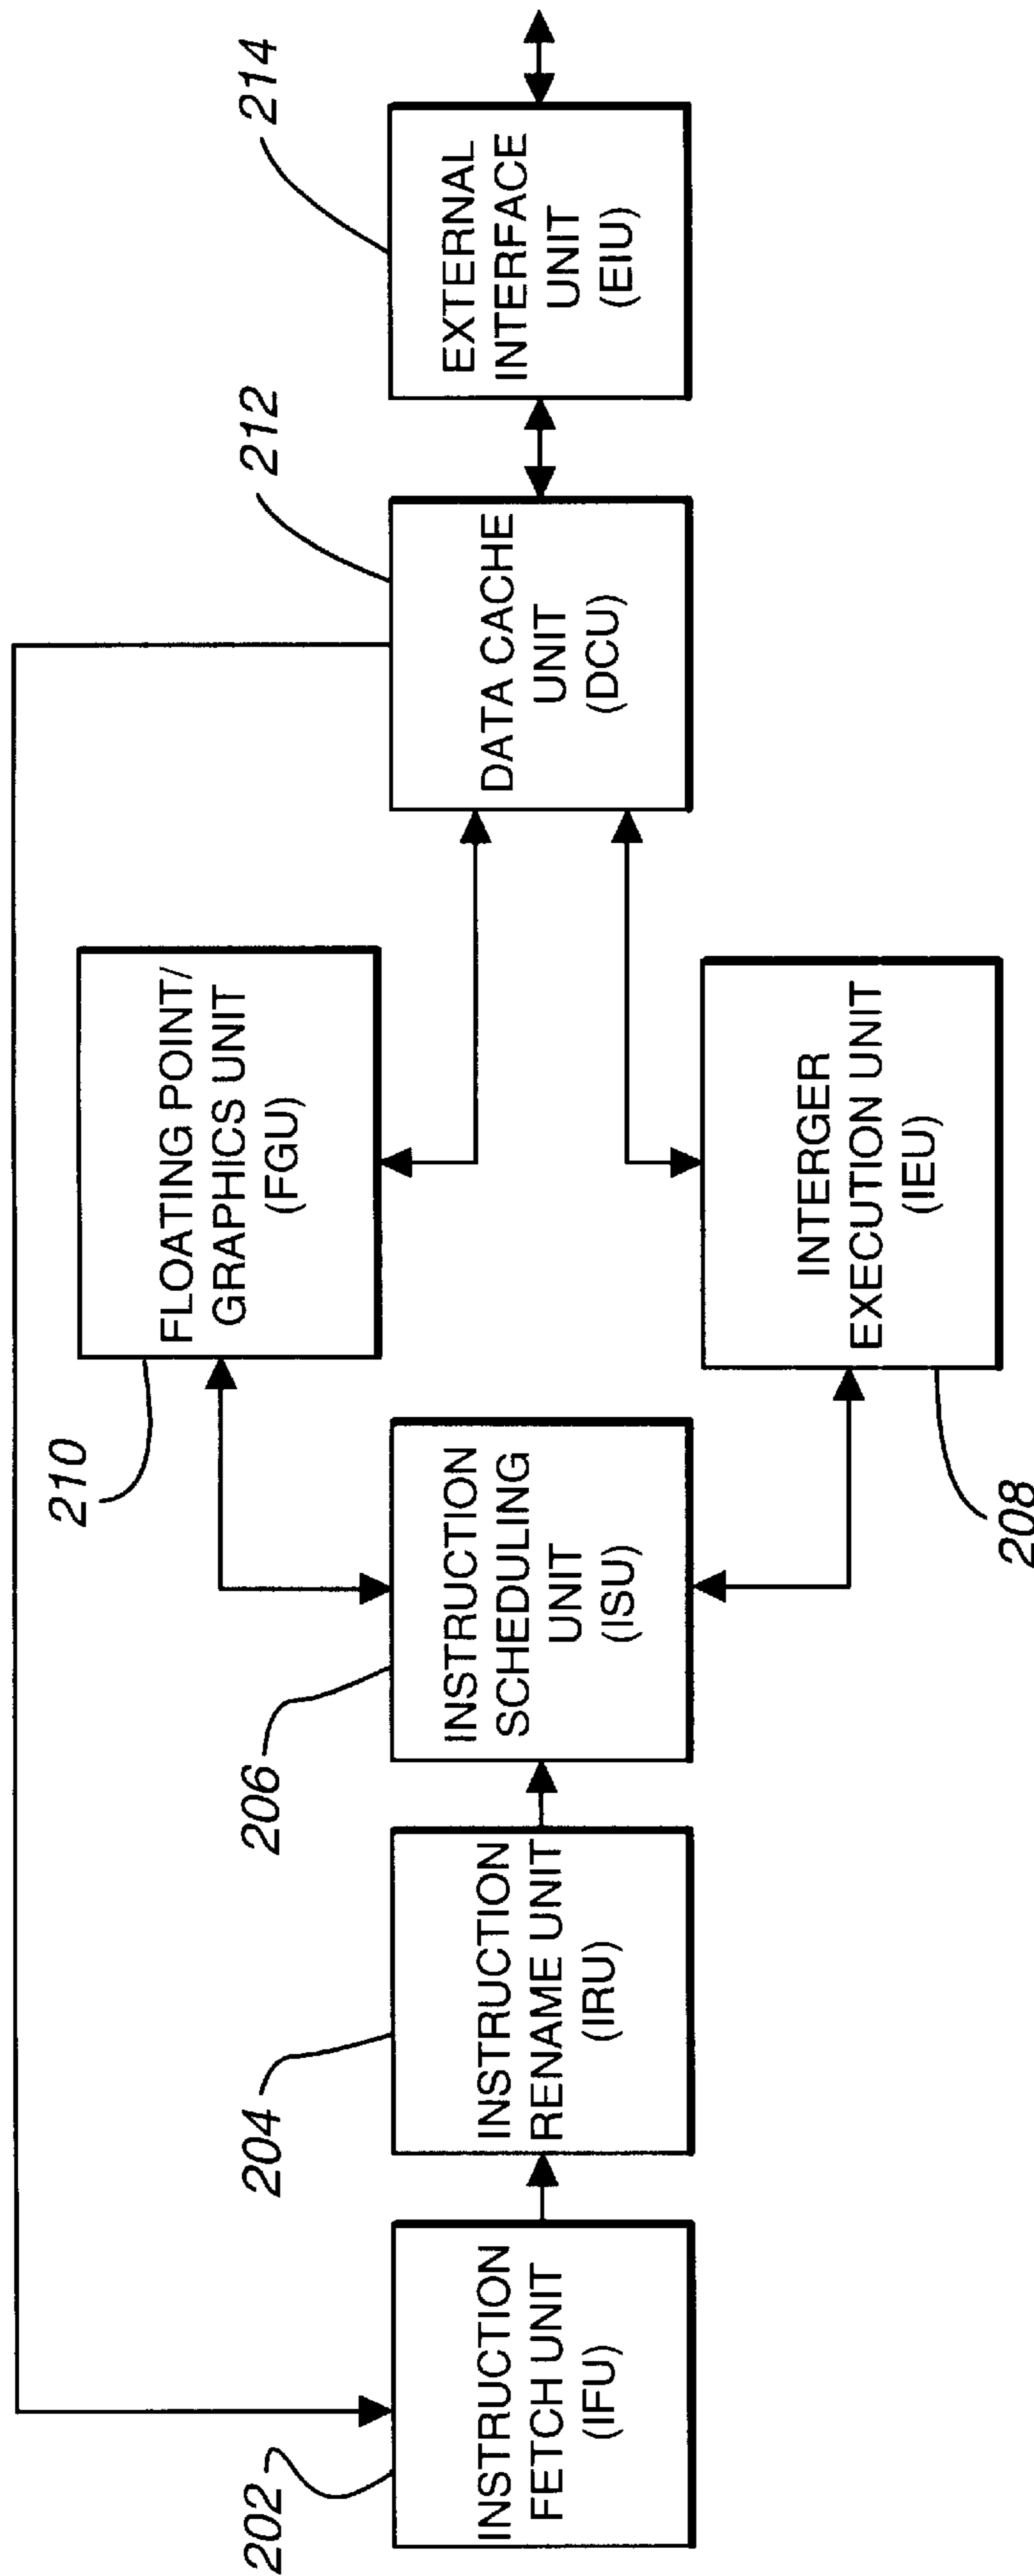 202
INSTRUCTION
FETCH UNIT
(IFU)
204
INSTRUCTION
RENAME UNIT
(IRU)
206
INSTRUCTION
SCHEDULING
UNIT
(ISU)
210
FLOATING POINT/
GRAPHICS UNIT
(FGU)
INTERGER
EXECUTION UNIT
(IEU)
208
212
DATA CACHE
UNIT
(DCU)
214
EXTERNAL
INTERFACE
UNIT
(EIU)